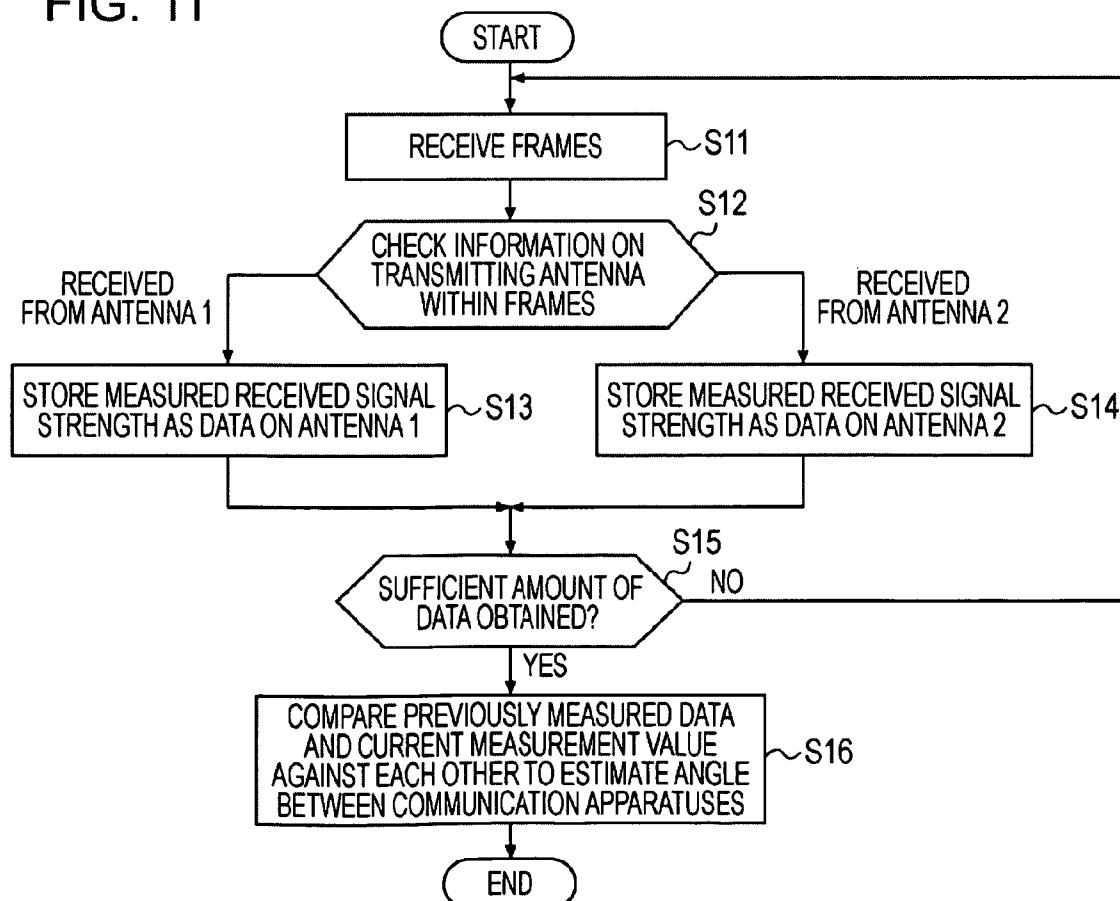 FIG. 11
START
RECEIVE FRAMES
S11
S12
CHECK INFORMATION ON
TRANSMITTING ANTENNA
WITHIN FRAMES
RECEIVED
FROM ANTENNA 1
RECEIVED
FROM ANTENNA 2
STORE MEASURED RECEIVED SIGNAL
STRENGTH AS DATA ON ANTENNA 1
S13
STORE MEASURED RECEIVED SIGNAL
STRENGTH AS DATA ON ANTENNA 2
S14
S15
SUFFICIENT AMOUNT OF
DATA OBTAINED?
NO
YES
COMPARE PREVIOUSLY MEASURED DATA
AND CURRENT MEASUREMENT VALUE
AGAINST EACH OTHER TO ESTIMATE ANGLE
BETWEEN COMMUNICATION APPARATUSES
S16
END